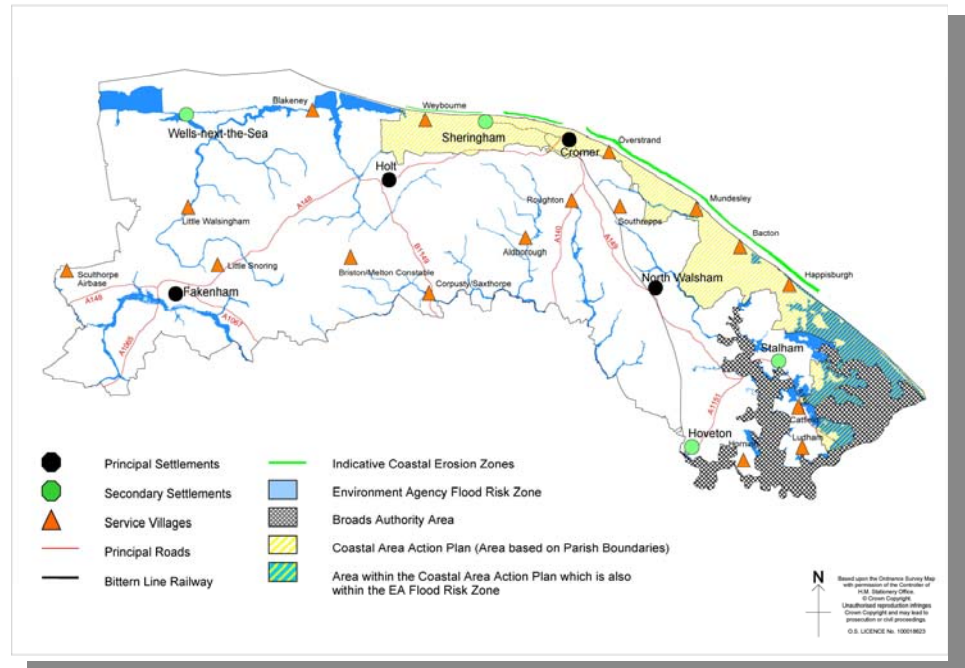 Blakeney
Weybourne
Wells-next-the-Sea
Sheringham
Cromer
Overstrand
Holt
Little Walsingham
A148
Roughton
Southrepps
Mundesley
A140
A149
Bacton
Aldborough
B1149
Sculthorpe
Airbase
Little Snoring
Briston/Melton Constable
Corpusty/Saxthorpe
North Walsham
Happisburgh
A148
Fakenham
A1067
A1065
Stalham
A1151
Catfield
Hoveton
Ludham
Principal Settlements
Secondary Settlements
Service Villages
Principal Roads
Bittern Line Railway
Indicative Coastal Erosion Zones
Environment Agency Flood Risk Zone
Broads Authority Area
Coastal Area Action Plan (Area based on Parish Boundaries)
Area within the Coastal Area Action Plan which is also
within the EA Flood Risk Zone
N
Based upon the Ordnance Survey Map
with permission of the Controller of
H.M. Stationery Office.
© Crown Copyright.
Unauthorised reproduction infringes
Crown Copyright and may lead to
prosecution or civil proceedings.
O.S. LICENCE No. 100018623